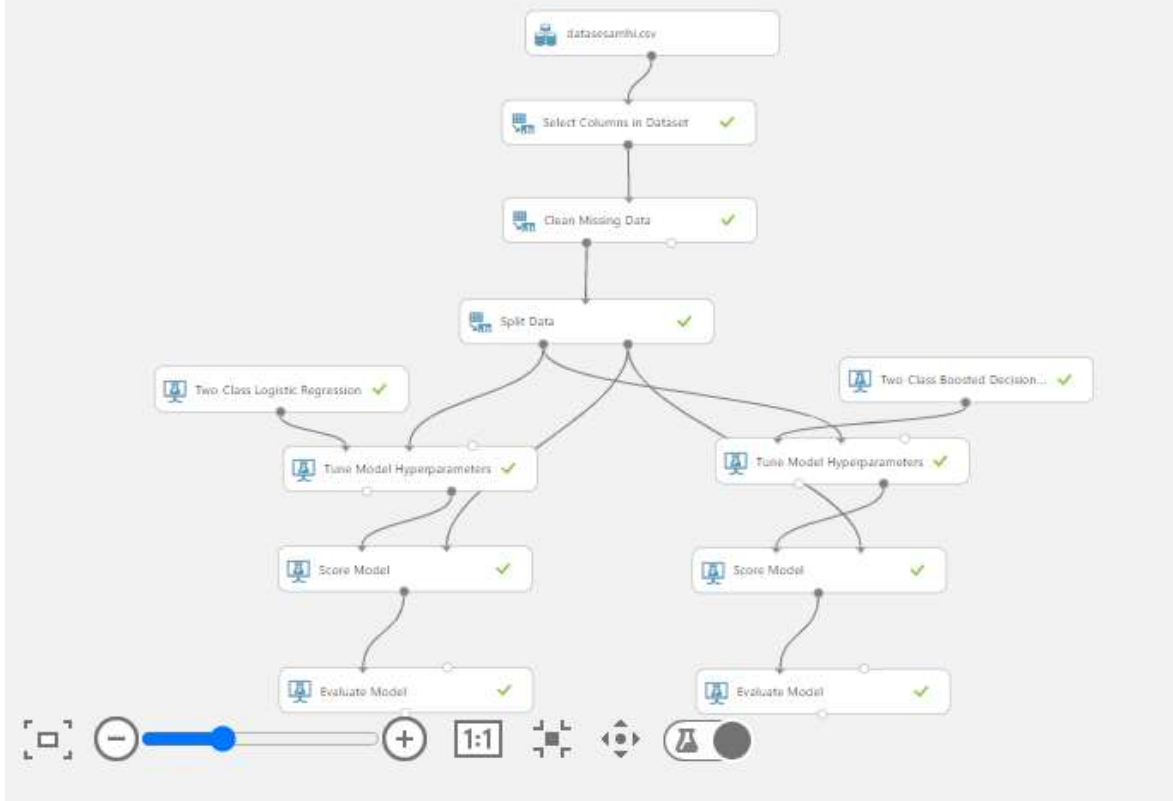 datasesamhi.csv
Select Columns in Dataset
Clean Missing Data
Split Data
Two-Class Logistic Regression
Two-Class Boosted Decision...
Tune Model Hyperparameters
Tune Model Hyperparameters
Score Model
Score Model
Evaluate Model
Evaluate Model
1:1